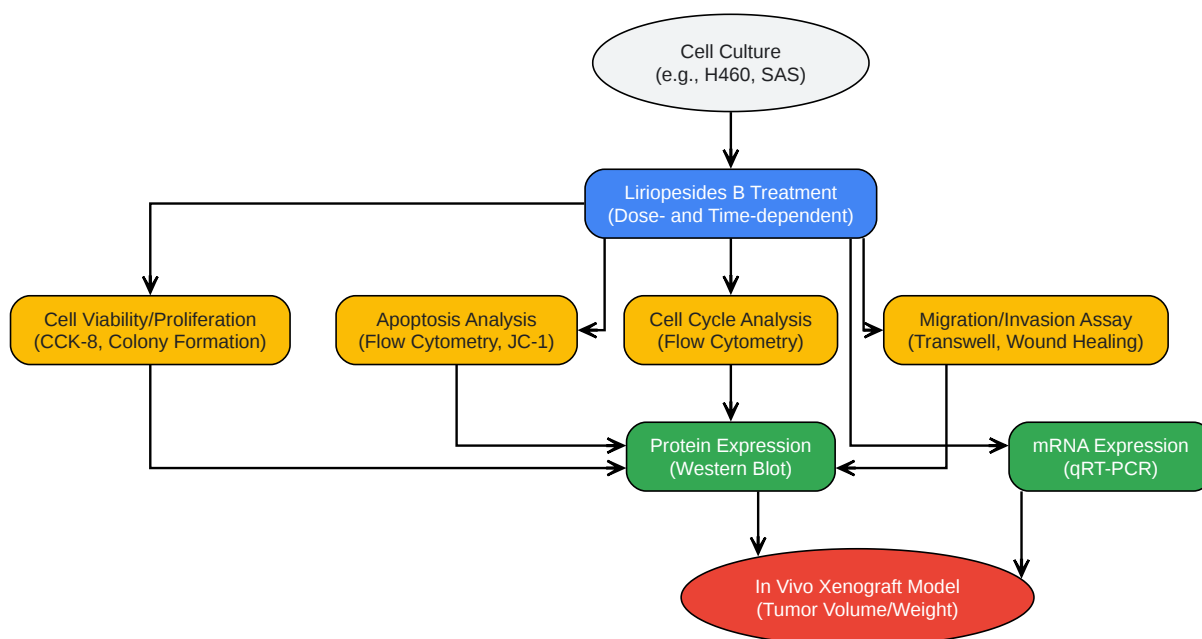 Cell Culture
(e.g., H460, SAS)
Liriopesides B Treatment
(Dose- and Time-dependent)
Cell Viability/Proliferation
(CCK-8, Colony Formation)
Apoptosis Analysis
(Flow Cytometry, JC-1)
Cell Cycle Analysis
(Flow Cytometry)
Migration/Invasion Assay
(Transwell, Wound Healing)
Protein Expression
(Western Blot)
mRNA Expression
(qRT-PCR)
In Vivo Xenograft Model
(Tumor Volume/Weight)